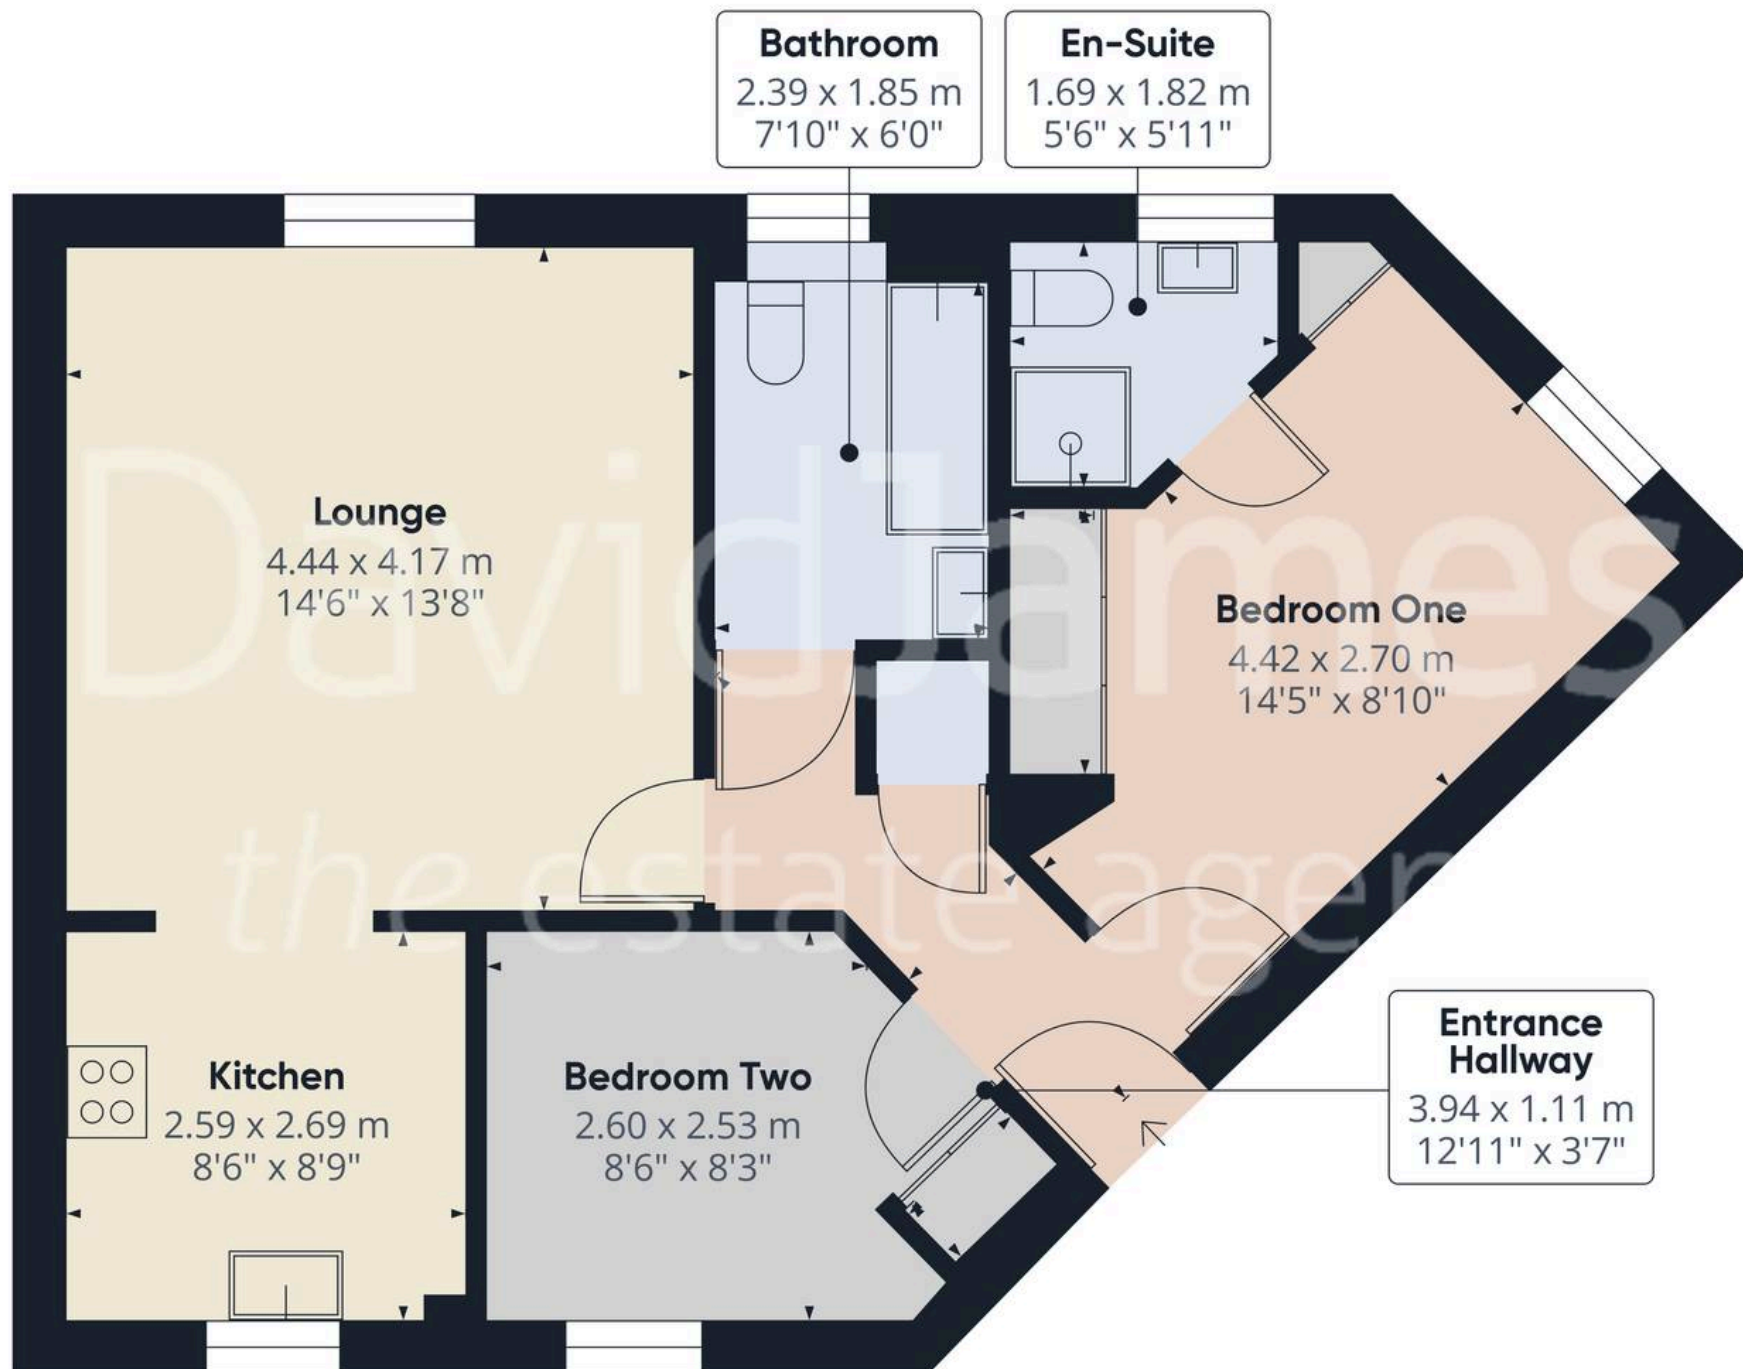 Bathroom
2.39 x 1.85 m
7'10" x 6'0"
En-Suite
1.69 x 1.82 m
5'6" x 5'11"
Lounge
4.44 x 4.17 m
14'6" x 13'8"
Bedroom One
4.42 x 2.70 m
14'5" x 8'10"
DavidJames
the estate agen
Kitchen
2.59 x 2.69 m
8'6" x 8'9"
Bedroom Two
2.60 x 2.53 m
8'6" x 8'3"
Entrance
Hallway
3.94 x 1.11 m
12'11" x 3'7"